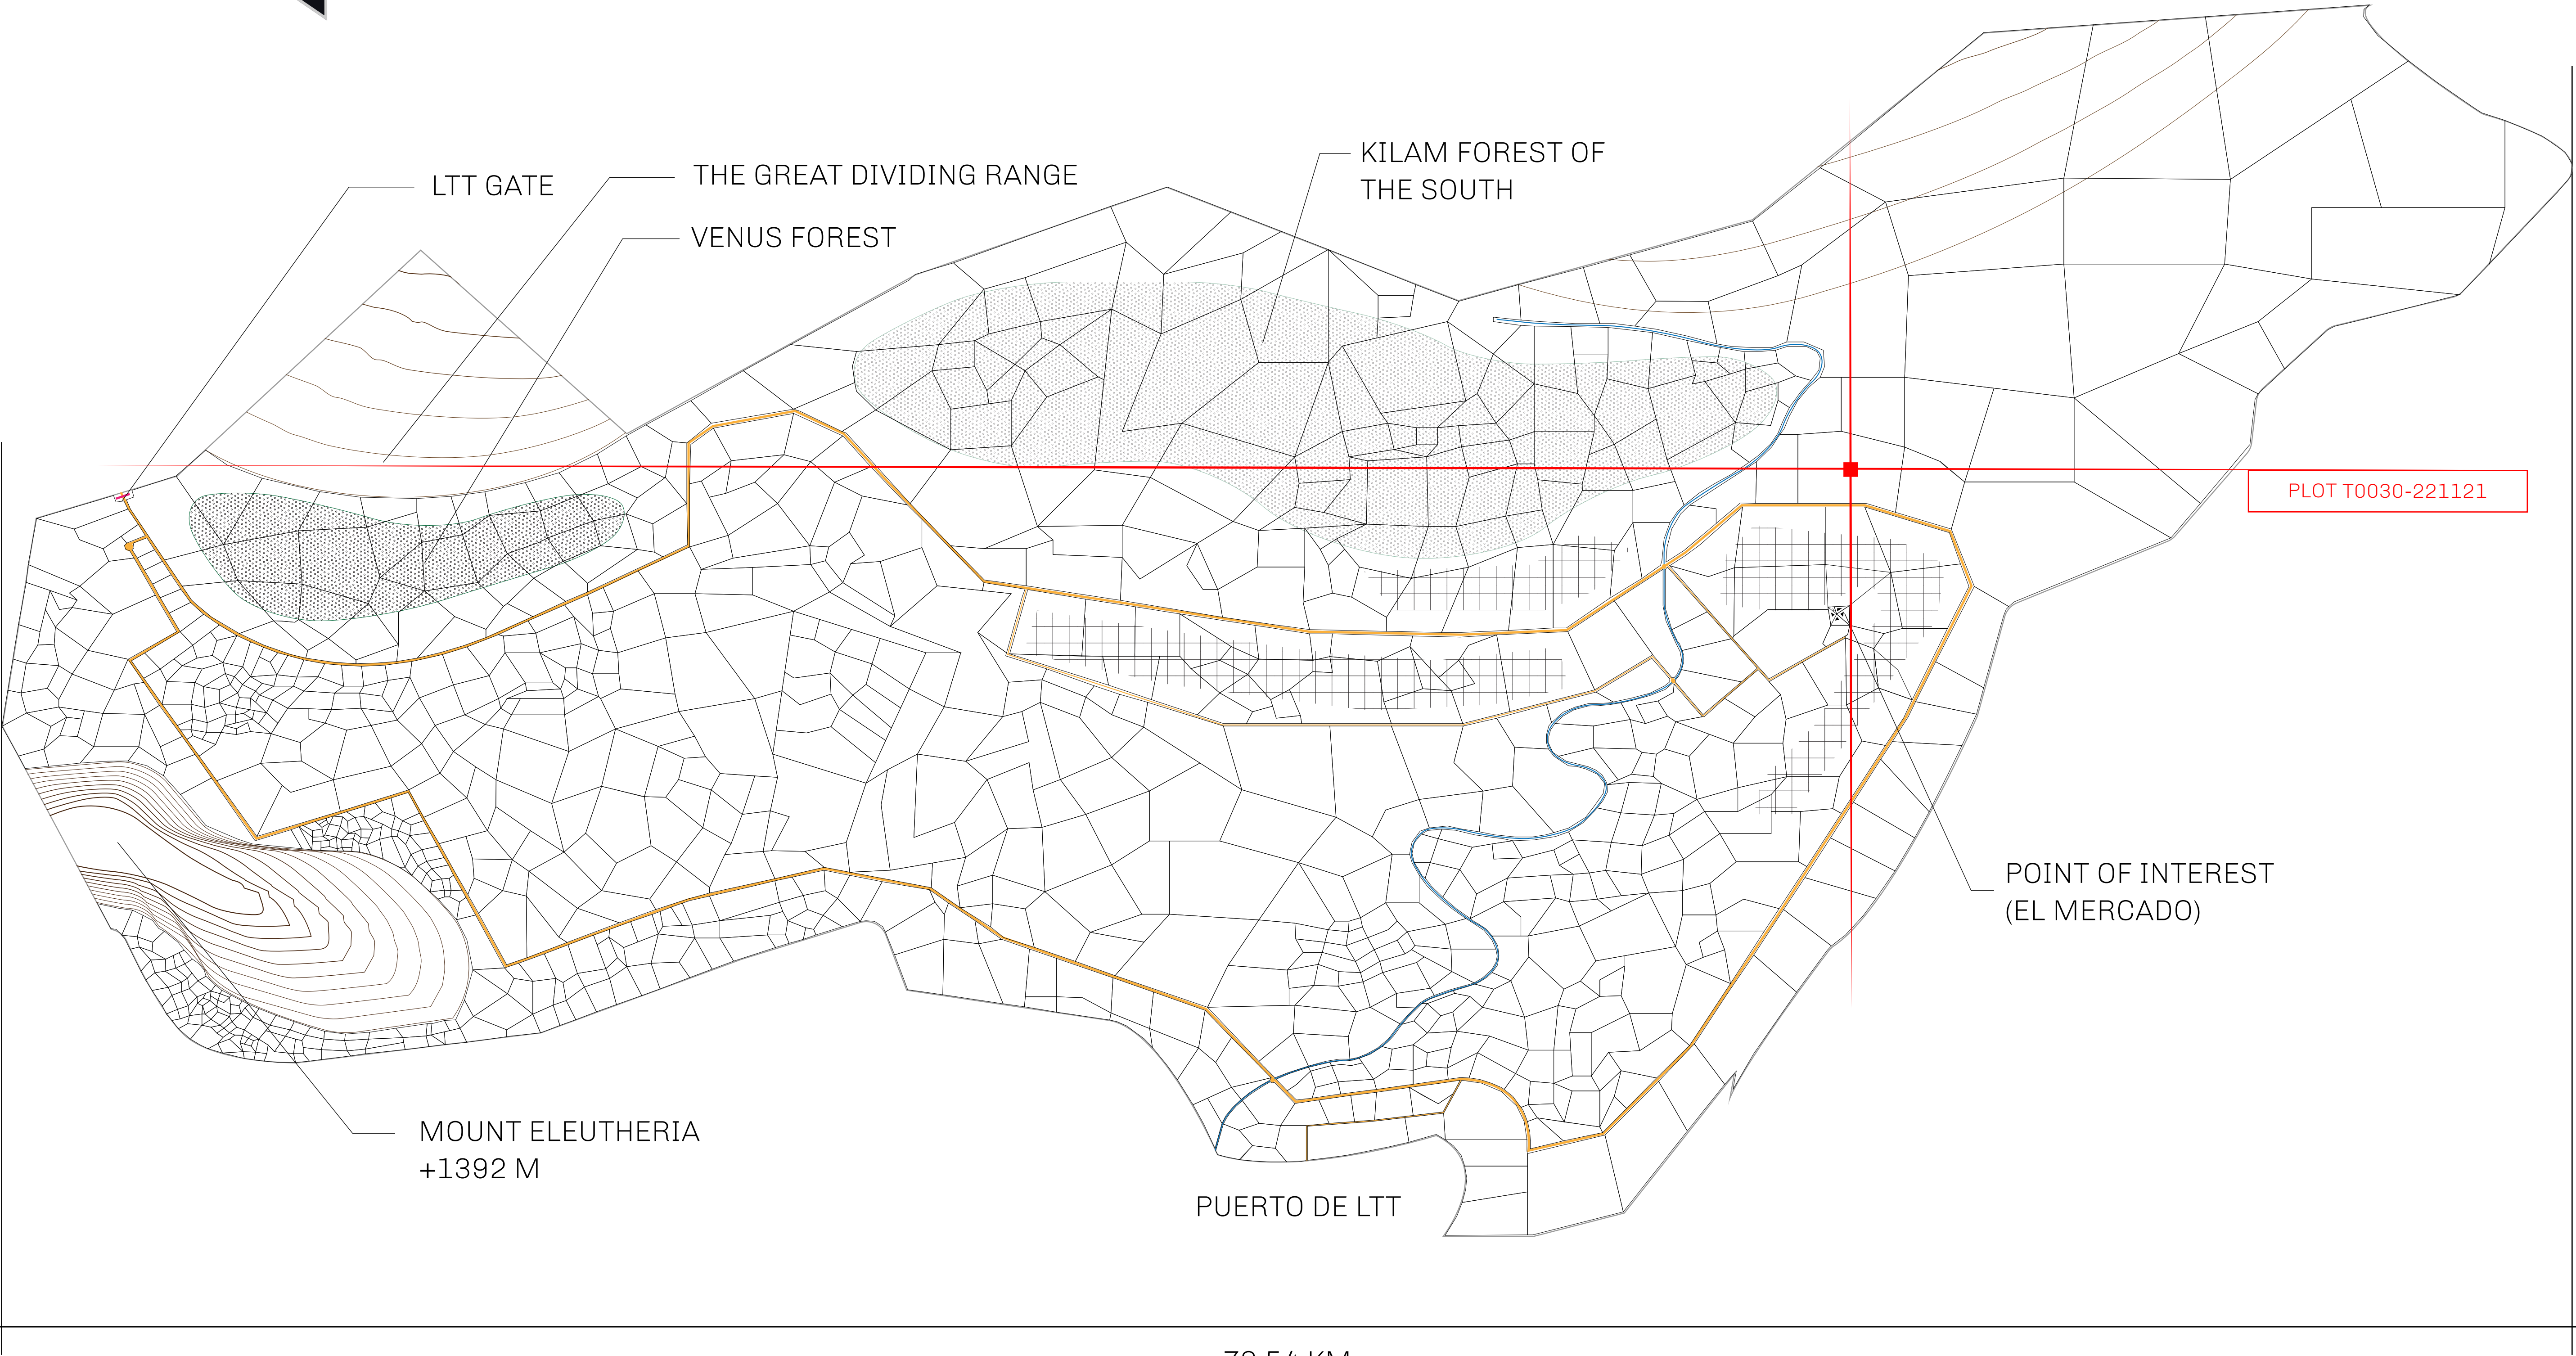 KILAM FOREST OF
THE SOUTH
LTT GATE
THE GREAT DIVIDING RANGE
VENUS FOREST
PLOT T0030-221121
POINT OF INTEREST
(EL MERCADO)
MOUNT ELEUTHERIA
+1392 M
PUERTO DE LTT